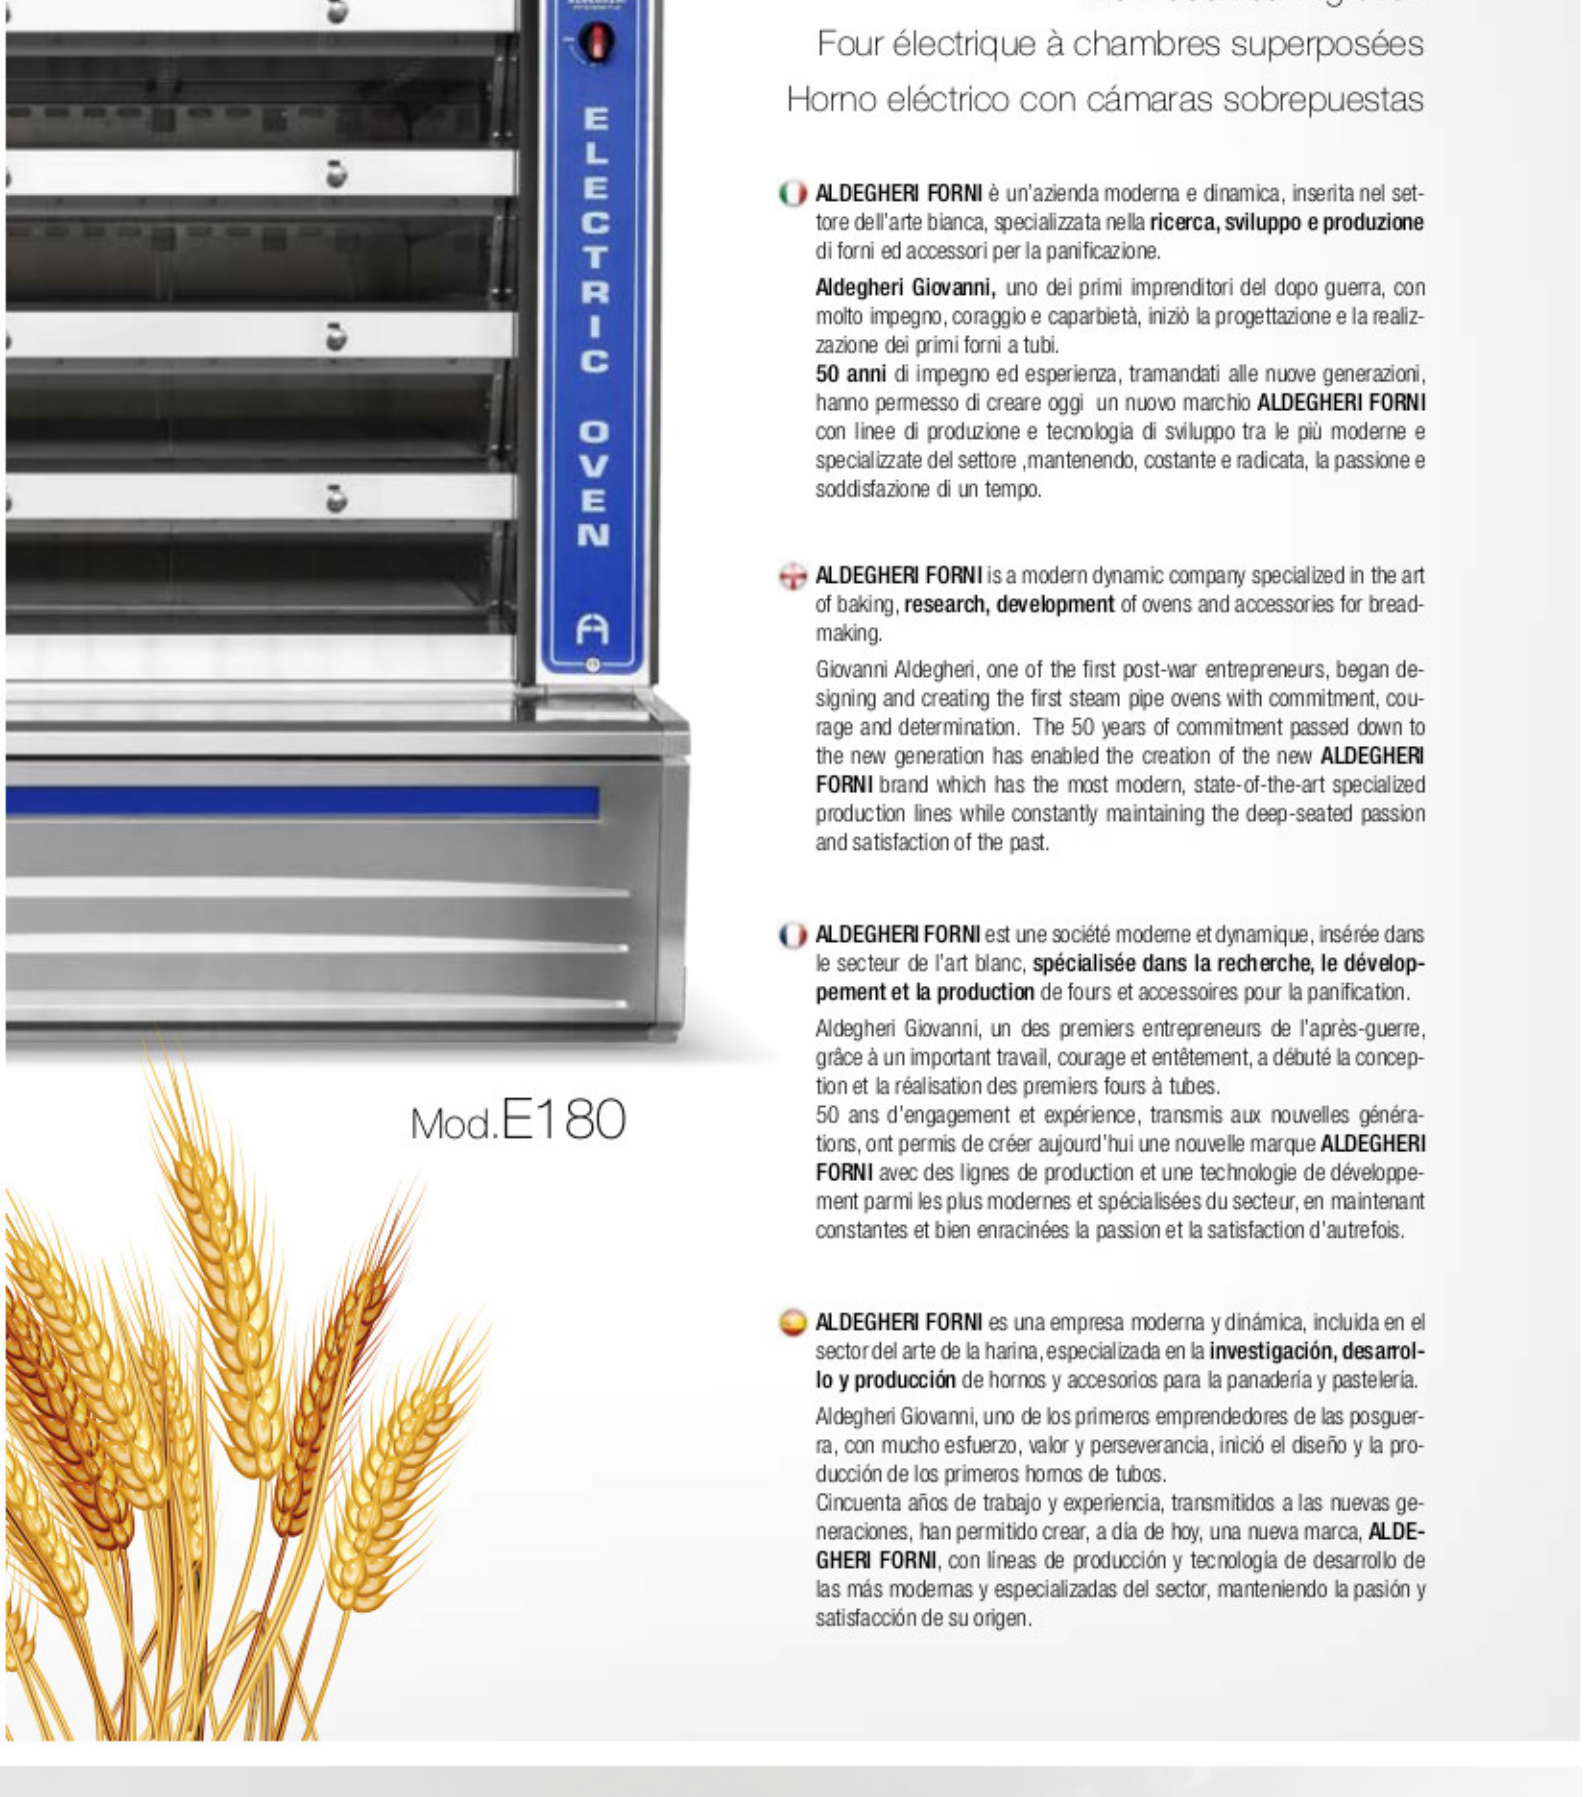 Four électrique à chambres superposées
Horno eléctrico con cámaras sobrepuestas
ELECTRIC OVEN
ALDEGHERI FORNI è un'azienda moderna e dinamica, inserita nel set-
tore dell'arte bianca, specializzata nella ricerca, sviluppo e produzione
di forni ed accessori per la panificazione.
Aldegheri Giovanni, uno dei primi imprenditori del dopo guerra, con
molto impegno, coraggio e caparbietà, iniziò la progettazione e la realiz-
zazione dei primi forni a tubi.
50 anni di impegno ed esperienza, tramandati alle nuove generazioni,
hanno permesso di creare oggi un nuovo marchio ALDEGHERI FORNI
con linee di produzione e tecnologia di sviluppo tra le più moderne e
specializzate del settore ,mantenendo, costante e radicata, la passione e
soddisfazione di un tempo.
ALDEGHERI FORNI is a modern dynamic company specialized in the art
of baking, research, development of ovens and accessories for bread-
making.
Giovanni Aldegheri, one of the first post-war entrepreneurs, began de-
signing and creating the first steam pipe ovens with commitment, cou-
rage and determination. The 50 years of commitment passed down to
the new generation has enabled the creation of the new ALDEGHERI
FORNI brand which has the most modern, state-of-the-art specialized
production lines while constantly maintaining the deep-seated passion
and satisfaction of the past.
ALDEGHERI FORNI est une société moderne et dynamique, insérée dans
le secteur de l'art blanc, spécialisée dans la recherche, le dévelop-
pement et la production de fours et accessoires pour la panification.
Aldegheri Giovanni, un des premiers entrepreneurs de l'après-guerre,
grâce à un important travail, courage et entêtement, a débuté la concep-
tion et la réalisation des premiers fours à tubes.
50 ans d'engagement et expérience, transmis aux nouvelles généra-
tions, ont permis de créer aujourd'hui une nouvelle marque ALDEGHERI
FORNI avec des lignes de production et une technologie de développe-
ment parmi les plus modernes et spécialisées du secteur, en maintenant
constantes et bien enracinées la passion et la satisfaction d'autrefois.
Mod.E180
ALDEGHERI FORNI es una empresa moderna y dinámica, incluida en el
sector del arte de la harina, especializada en la investigación, desarrol-
lo y producción de hornos y accesorios para la panadería y pastelería.
Aldegheri Giovanni, uno de los primeros emprendedores de las posguer-
ra, con mucho esfuerzo, valor y perseverancia, inició el diseño y la pro-
ducción de los primeros hornos de tubos.
Cincuenta años de trabajo y experiencia, transmitidos a las nuevas ge-
neraciones, han permitido crear, a día de hoy, una nueva marca, ALDE-
GHERI FORNI, con líneas de producción y tecnología de desarrollo de
las más modernas y especializadas del sector, manteniendo la pasión y
satisfacción de su origen.